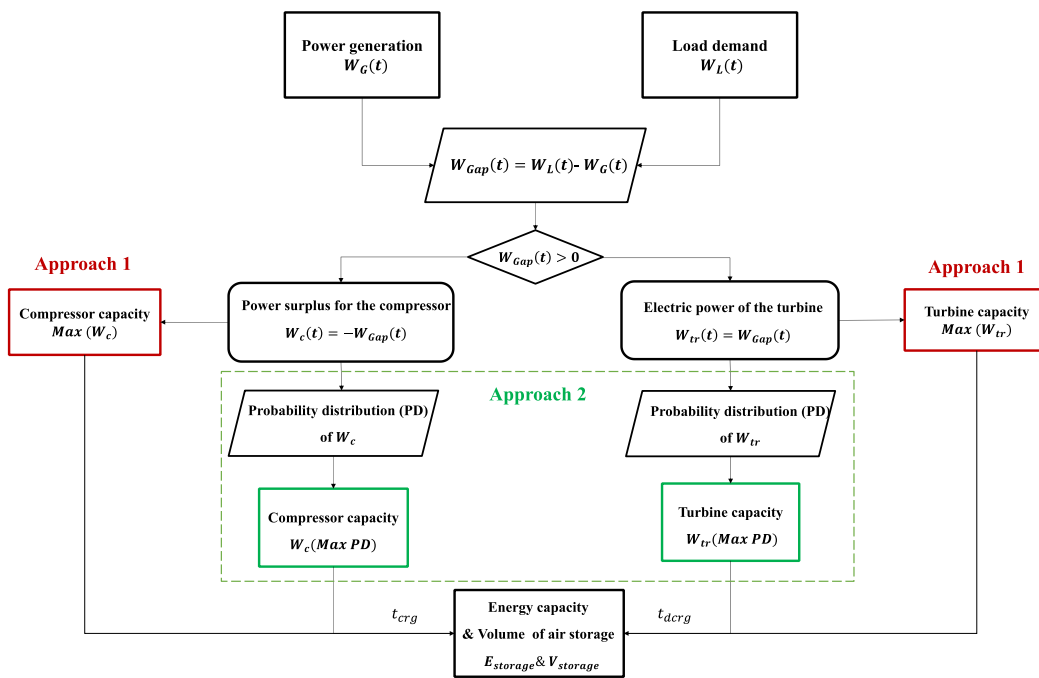 Power generation
W_G(t)
Load demand
W_L(t)
W_Gap(t) = W_L(t)- W_G(t)
W_Gap(t) > 0
Approach 1
Approach 1
Compressor capacity
Max (W_c)
Power surplus for the compressor
W_c(t) = −W_Gap(t)
Electric power of the turbine
W_tr(t) = W_Gap(t)
Turbine capacity
Max (W_tr)
Approach 2
Probability distribution (PD)
of W_c
Probability distribution (PD)
of W_tr
Compressor capacity
W_c(Max PD)
Turbine capacity
W_tr(Max PD)
t_crg
Energy capacity
& Volume of air storage
E_storage& V_storage
t_dcrg